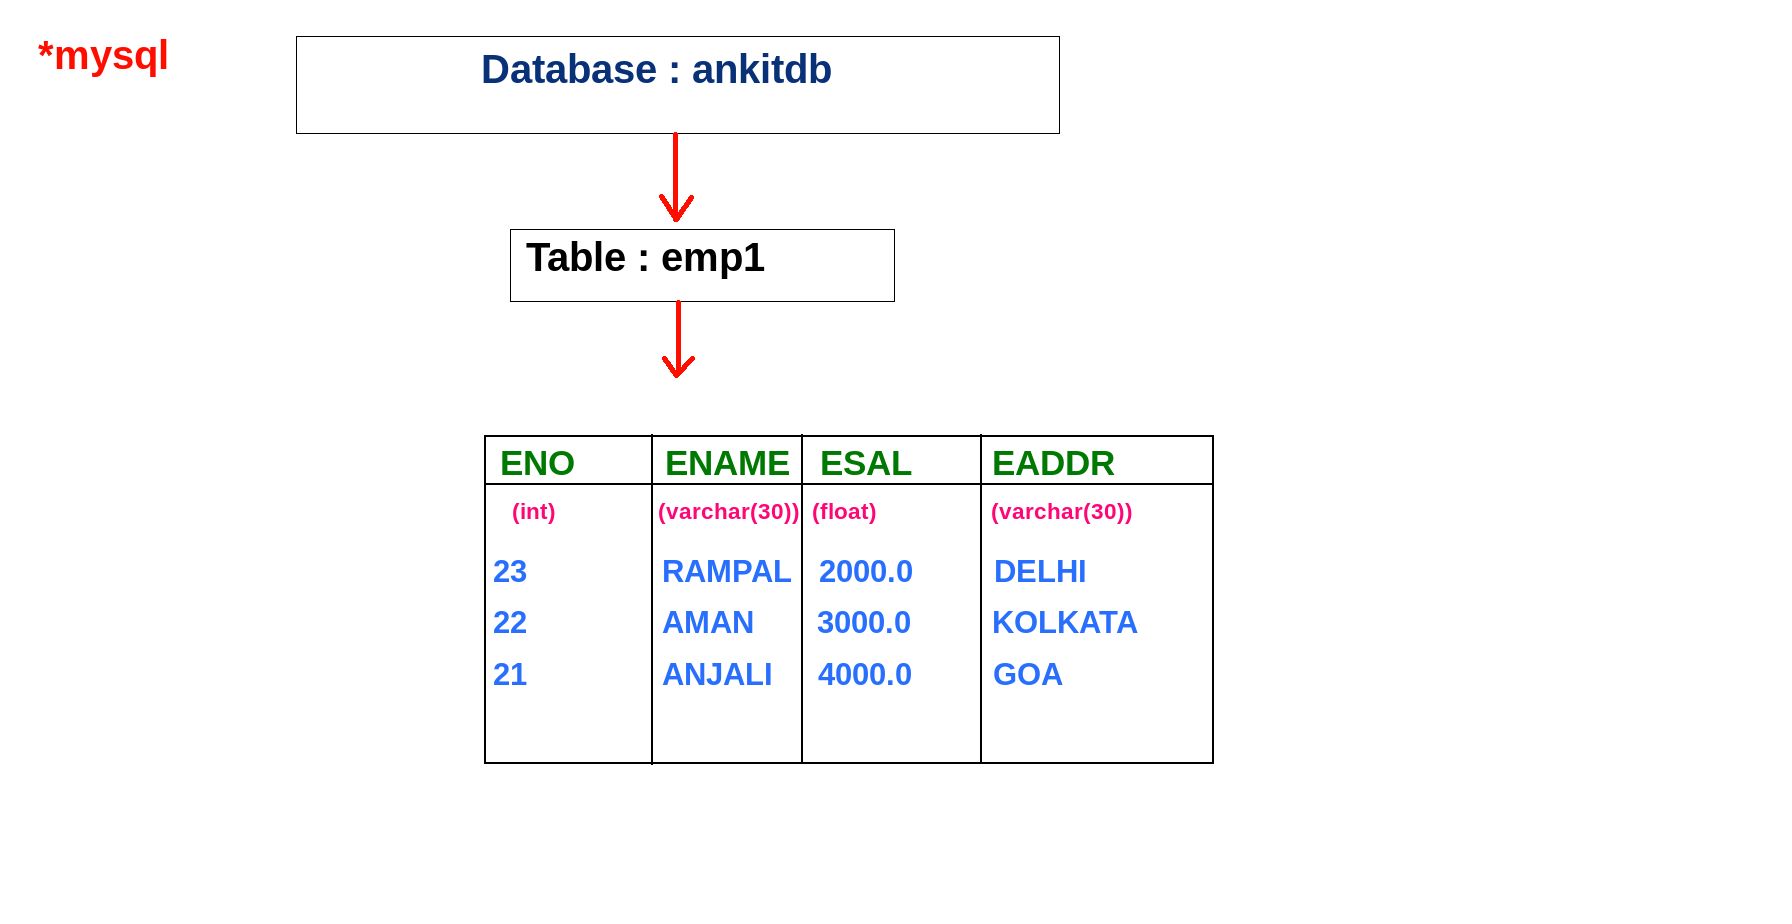 *mysql
Database : ankitdb
Table : emp1
ENO ENAME ESAL EADDR
(int) (varchar(30)) (float) (varchar(30))
23 RAMPAL 2000.0 DELHI
22 AMAN 3000.0 KOLKATA
21 ANJALI 4000.0 GOA